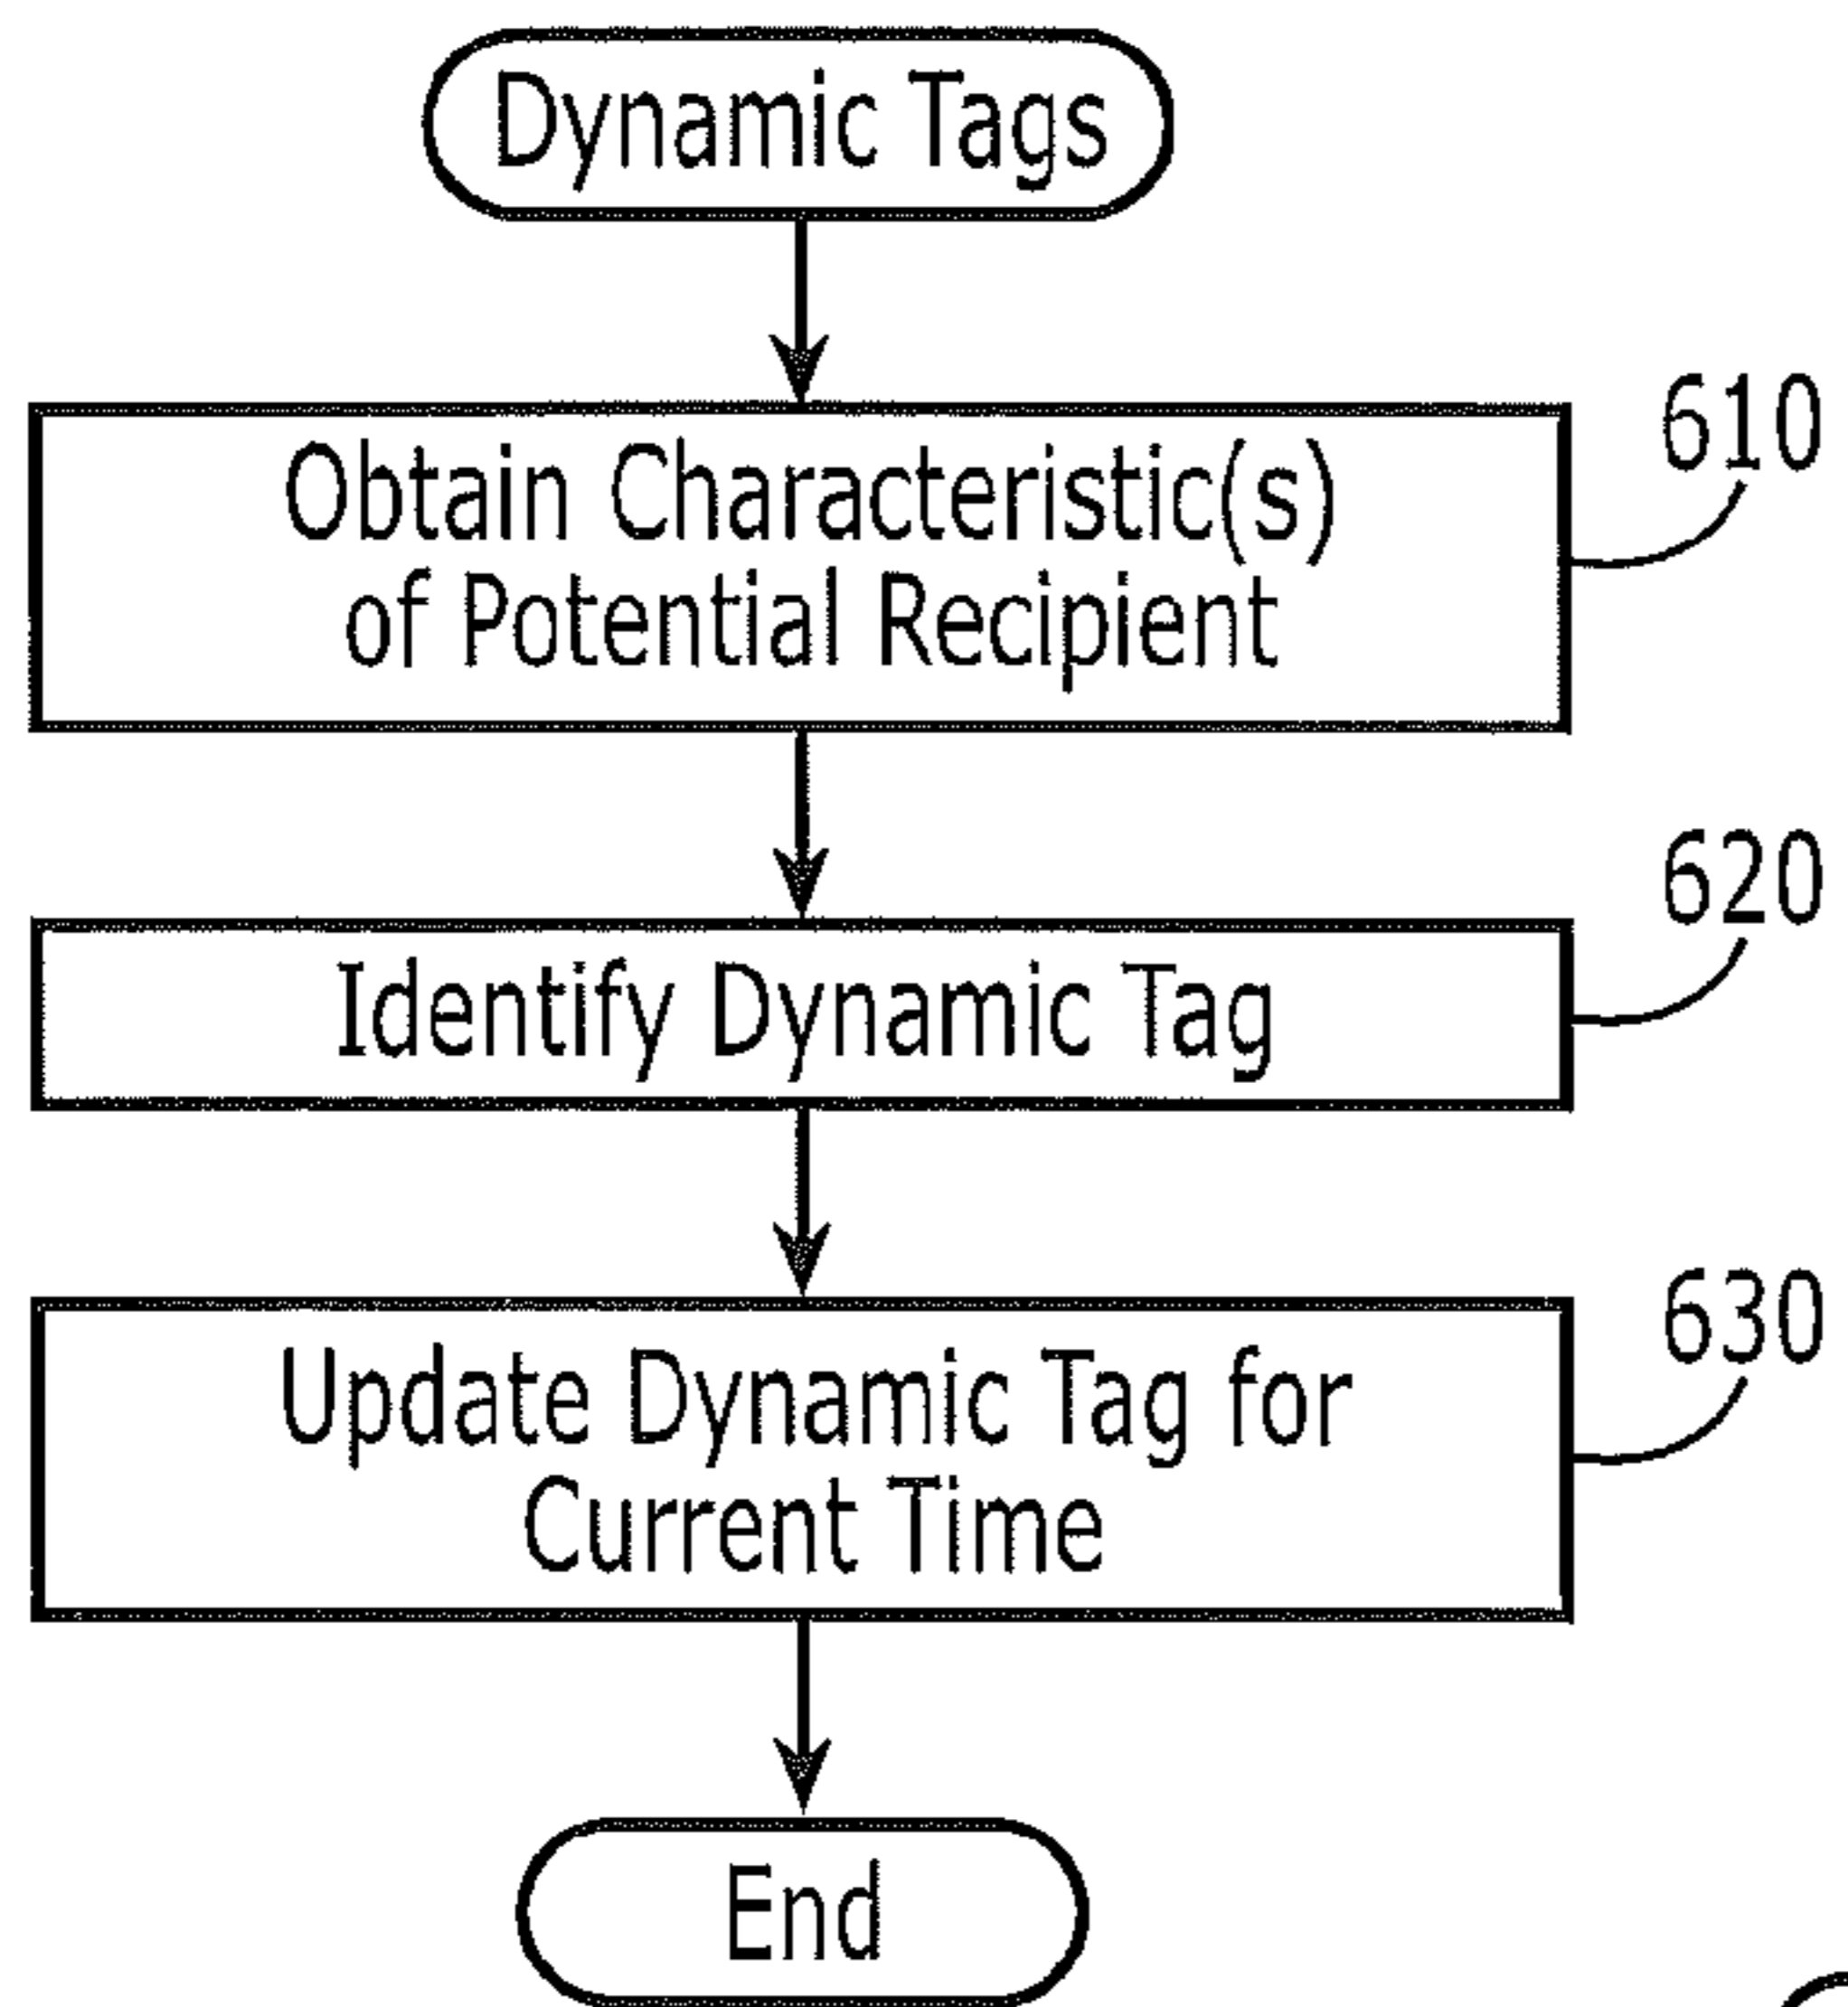 Dynamic Tags
610
Obtain Characteristic(s)
of Potential Recipient
620
Identify Dynamic Tag
630
Update Dynamic Tag for
Current Time
End